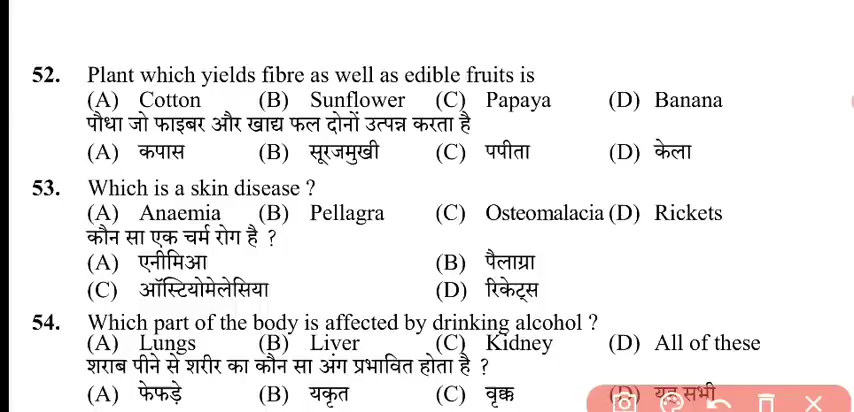 52. Plant which yields fibre as well as edible fruits is
(A) Cotton (B) Sunflower (C) Papaya (D) Banana
पौधा जो फाइबर और खाद्य फल दोनों उत्पन्न करता है
(A) कपास (B) सूरजमुखी (C) पपीता (D) केला
53. Which is a skin disease ?
(A) Anaemia (B) Pellagra (C) Osteomalacia (D) Rickets
कौन सा एक चर्म रोग है ?
(A) एनीमिआ (B) पैलाग्रा
(C) ऑस्टियोमेलेसिया (D) रिकेट्स
54. Which part of the body is affected by drinking alcohol ?
(A) Lungs (B) Liver (C) Kidney (D) All of these
शराब पीने से शरीर का कौन सा अंग प्रभावित होता है ?
(A) फेफड़े (B) यकृत (C) वृक्क (D) यह सभी